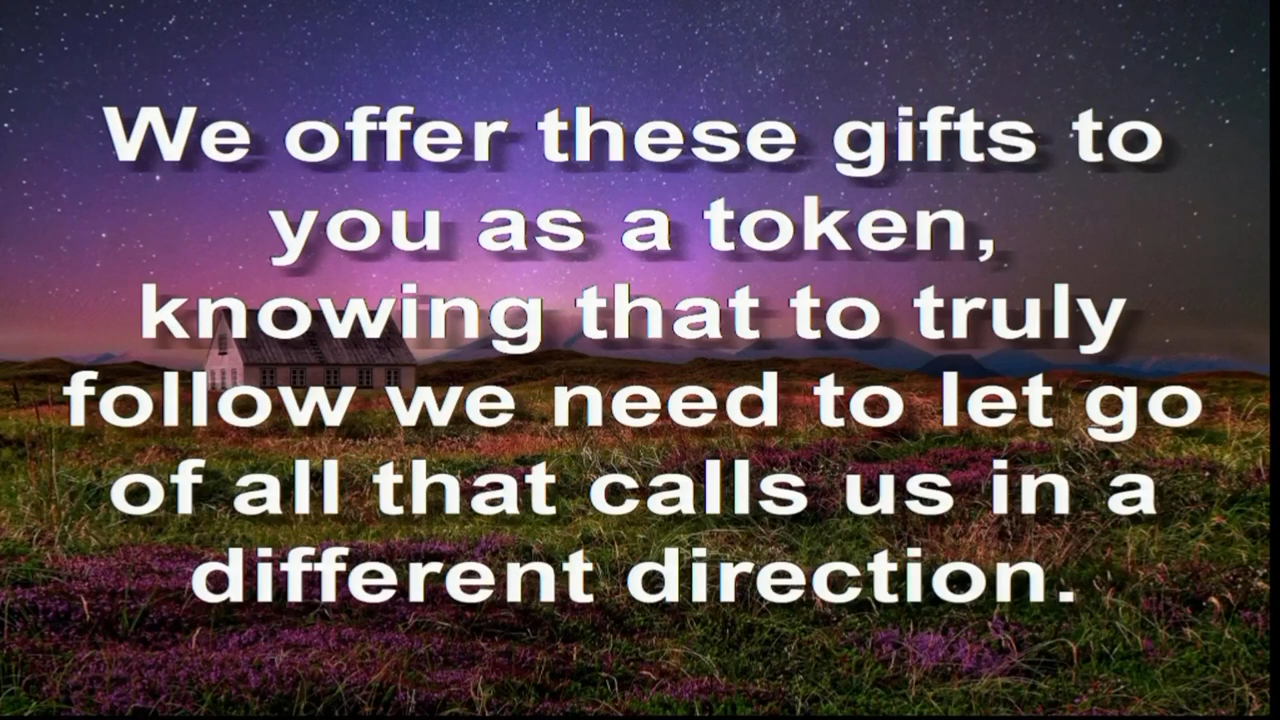 We offer these gifts to
you as a token,
knowing that to truly
follow we need to let go
of all that calls us in a
different direction.